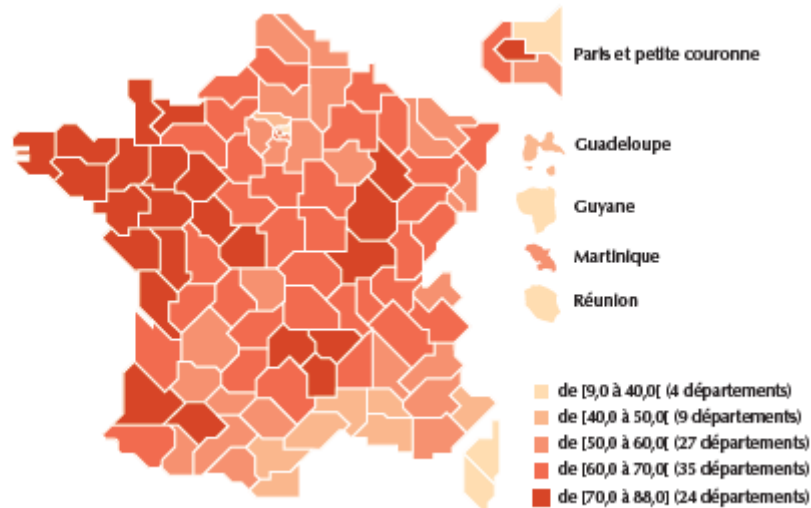 Paris et petite couronne
Guadeloupe
Guyane
Martinique
Réunion
de [9,0 à 40,0[ (4 départements)
de [40,0 à 50,0[ (9 départements)
de [50,0 à 60,0[ (27 départements)
de [60,0 à 70,0[ (35 départements)
de [70,0 à 88,0] (24 départements)